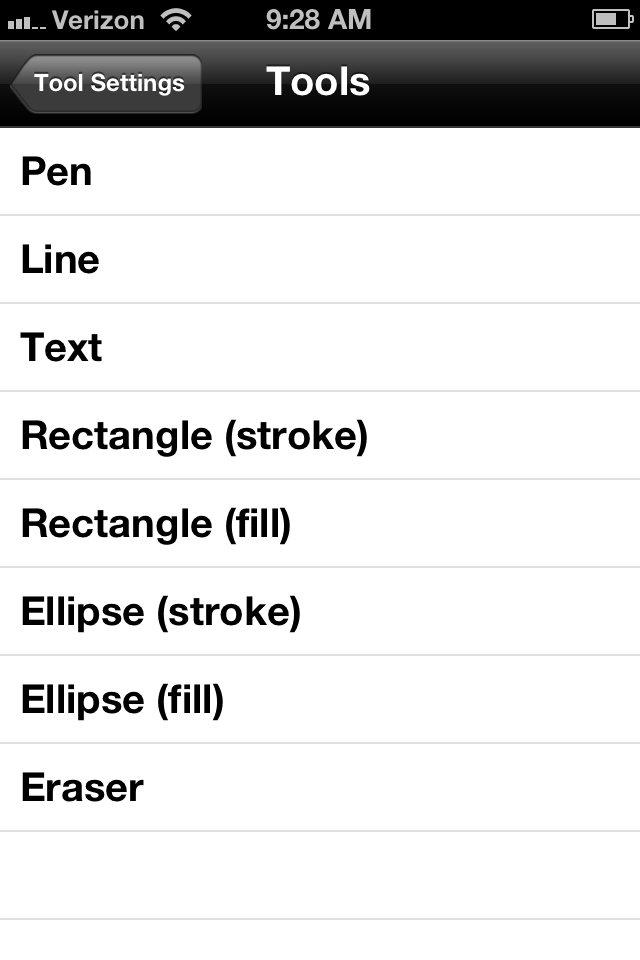 Verizon 9:28 AM
Tool Settings Tools
Pen
Line
Text
Rectangle (stroke)
Rectangle (fill)
Ellipse (stroke)
Ellipse (fill)
Eraser